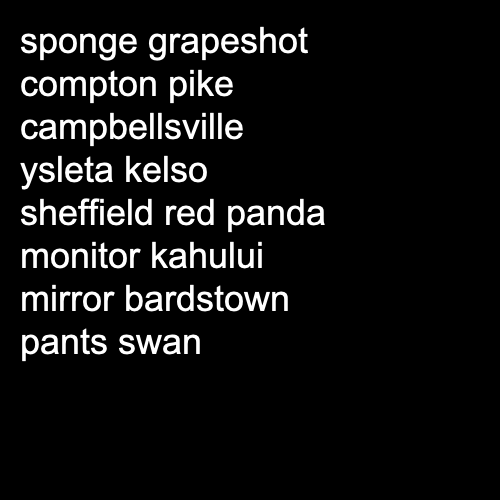 sponge grapeshot
compton pike
campbellsville
ysleta kelso
sheffield red panda
monitor kahului
mirror bardstown
pants swan